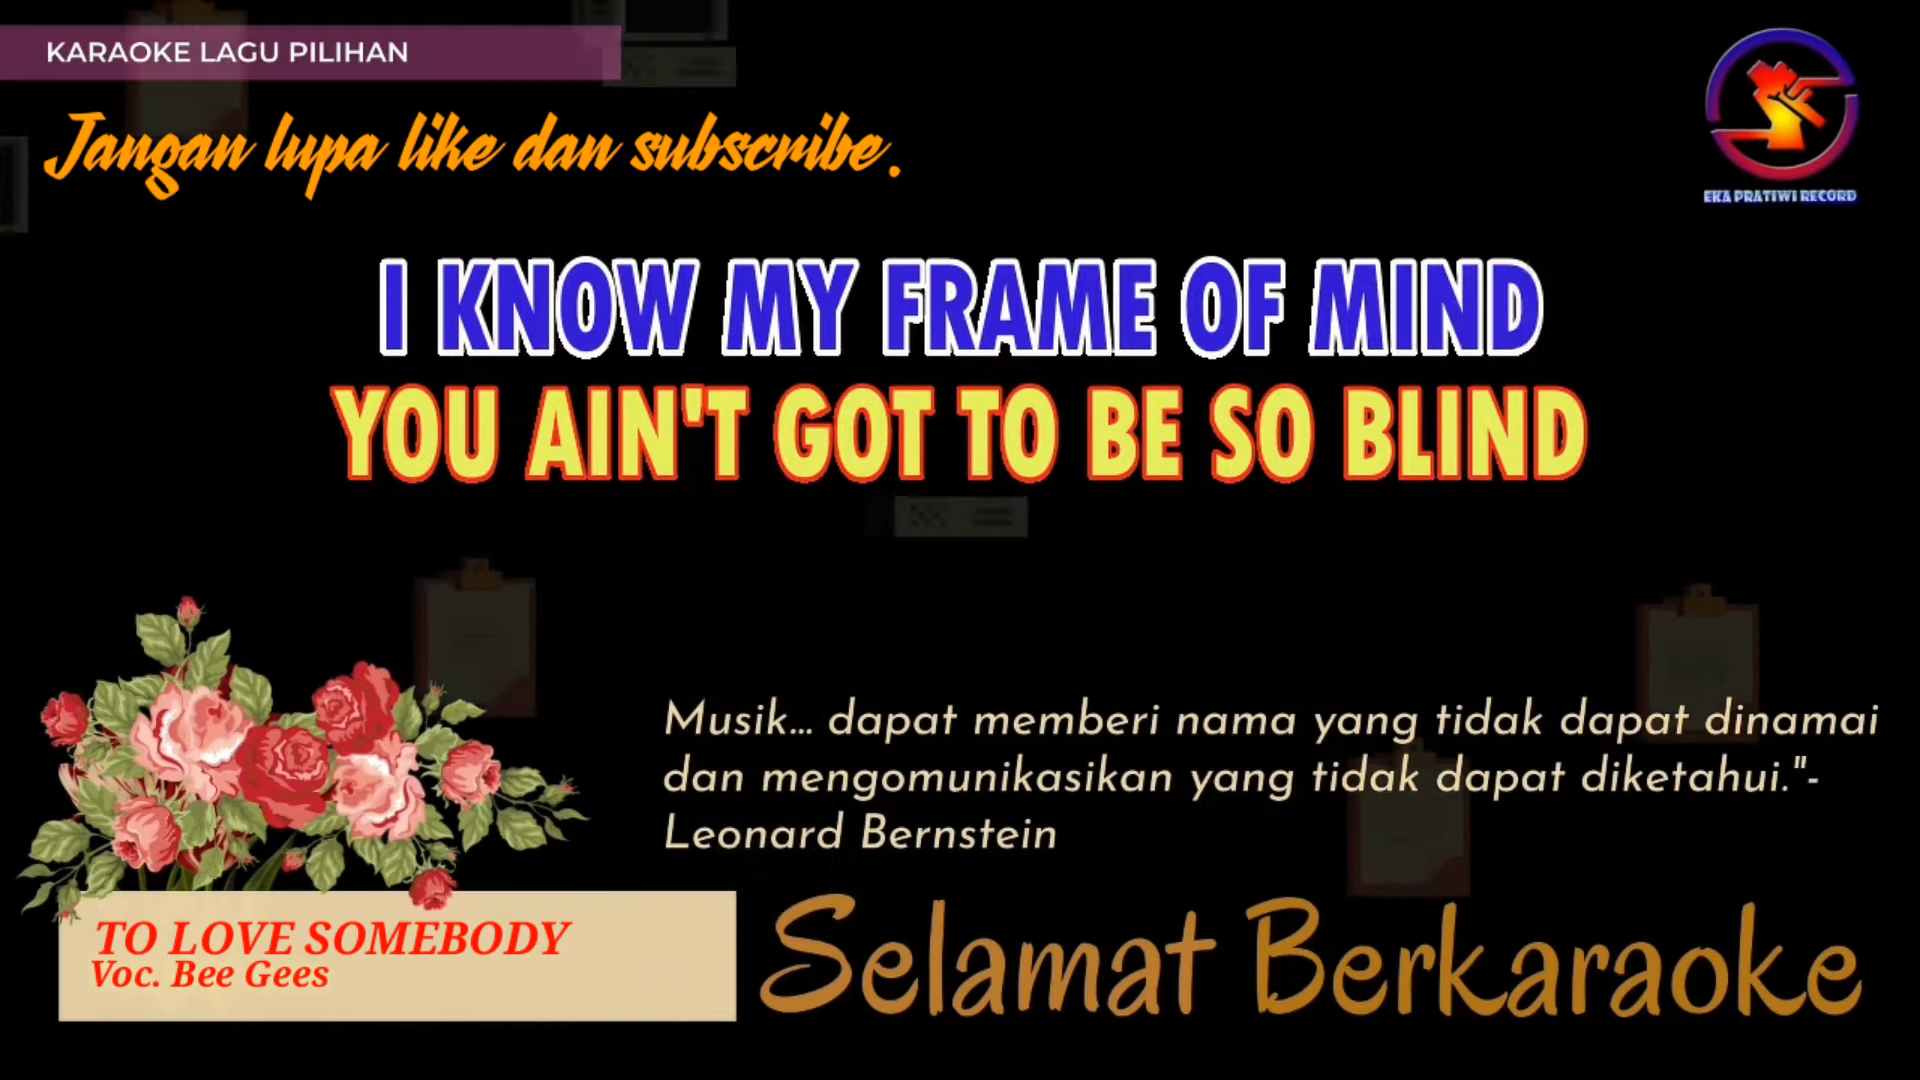 KARAOKE LAGU PILIHAN
Jangan lupa like dan subscribe.
EKA PRATIWI RECORD
I KNOW MY FRAME OF MIND
YOU AIN'T GOT TO BE SO BLIND
Musik... dapat memberi nama yang tidak dapat dinamai
dan mengomunikasikan yang tidak dapat diketahui."-
Leonard Bernstein
TO LOVE SOMEBODY
Voc. Bee Gees
Selamat Berkaraoke